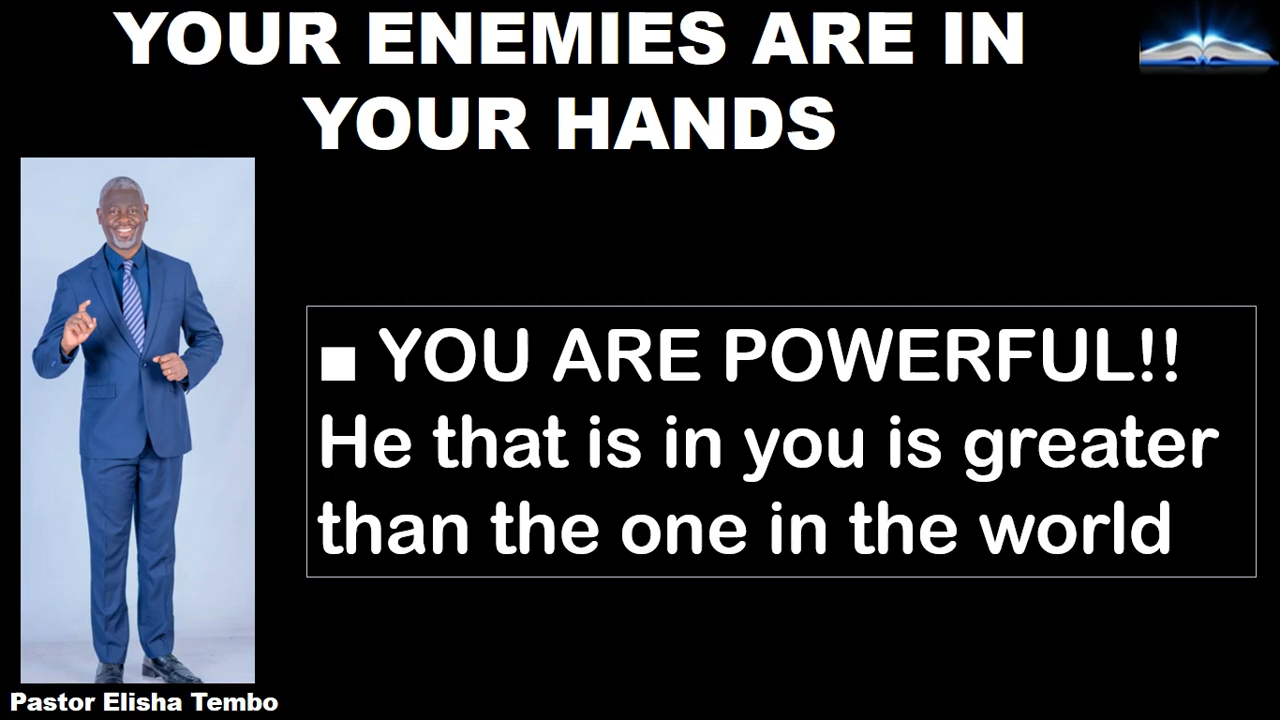 YOUR ENEMIES ARE IN
YOUR HANDS
■ YOU ARE POWERFUL!!
He that is in you is greater
than the one in the world
Pastor Elisha Tembo